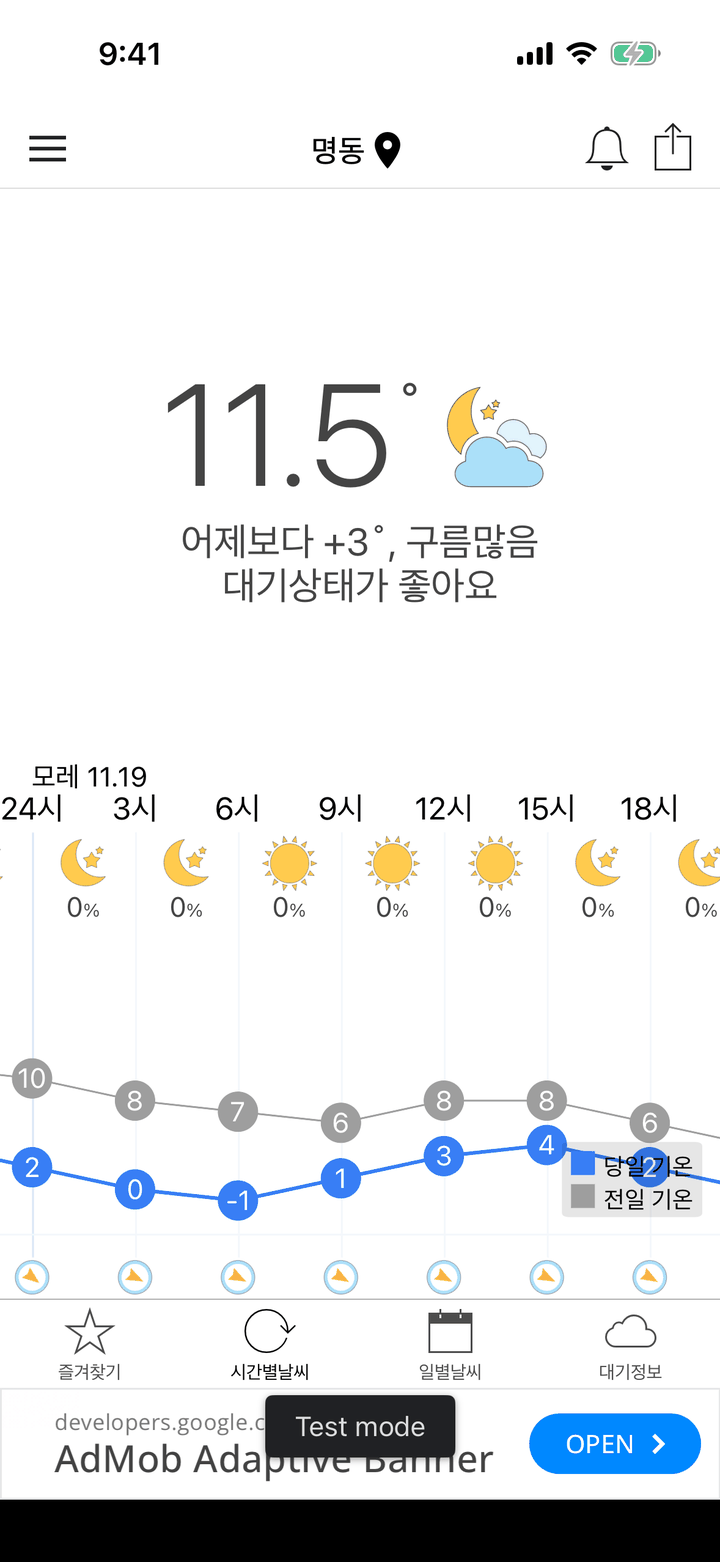 9:41
명동
11.5°
어제보다 +3°, 구름많음
대기상태가 좋아요
모레 11.19
24시 3시 6시 9시 12시 15시 18시
0% 0% 0% 0% 0% 0% 0%
10 8 7 6 8 8 6
2 0 -1 1 3 4 2
당일 기온
전일 기온
즐겨찾기 시간별날씨 일별날씨 대기정보
developers.google.c
Test mode
AdMob Adaptive Banner
OPEN